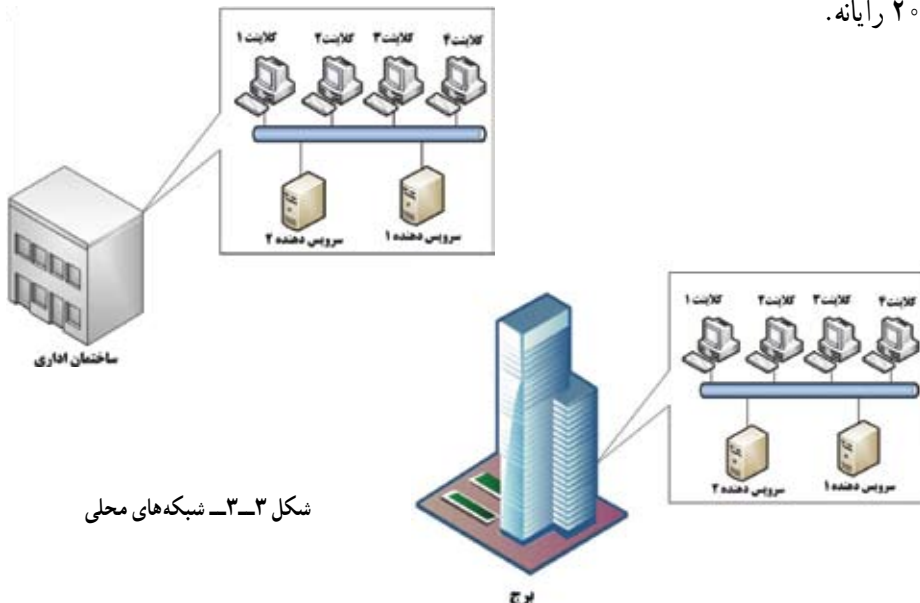 ۲۰ رایانه.
کلاینت ۱ کلاینت ۲ کلاینت ۳ کلاینت ۴
سرویس دهنده ۲ سرویس دهنده ۱
ساختمان اداری
کلاینت ۱ کلاینت ۲ کلاینت ۳ کلاینت ۴
سرویس دهنده ۲ سرویس دهنده ۱
برج
شکل ۳ــ۳ــ شبکه‌های محلی